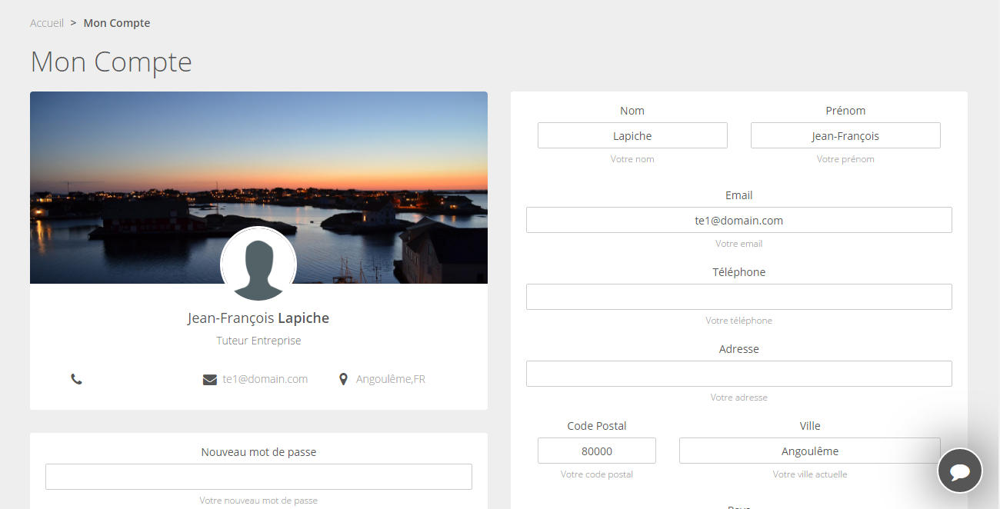 Accueil > Mon Compte
Mon Compte
Jean-François Lapiche
Tuteur Entreprise
te1@domain.com
Angoulême,FR
Nouveau mot de passe
Votre nouveau mot de passe
Nom
Prénom
Lapiche
Jean-François
Votre nom
Votre prénom
Email
te1@domain.com
Votre email
Téléphone
Votre téléphone
Adresse
Votre adresse
Code Postal
Ville
80000
Angoulême
Votre code postal
Votre ville actuelle